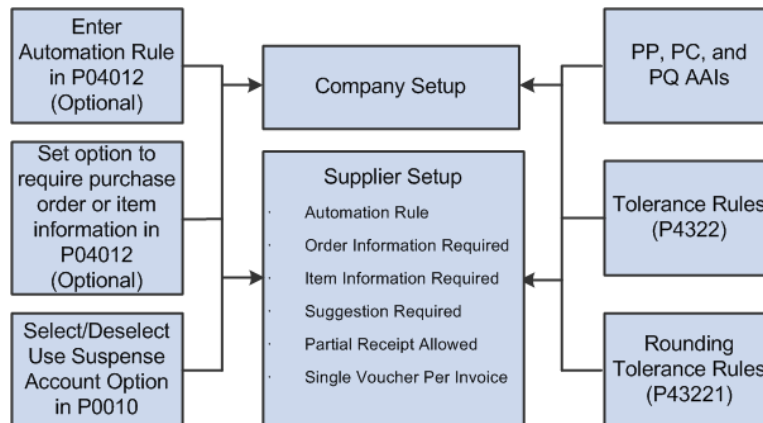 Enter
Automation Rule
in P04012
(Optional)
Set option to
require purchase
order or item
information in
P04012
(Optional)
Select/Deselect
Use Suspense
Account Option
in P0010
Company Setup
Supplier Setup
· Automation Rule
· Order Information Required
· Item Information Required
· Suggestion Required
· Partial Receipt Allowed
· Single Voucher Per Invoice
PP, PC, and
PQ AAIs
Tolerance Rules
(P4322)
Rounding
Tolerance Rules
(P43221)